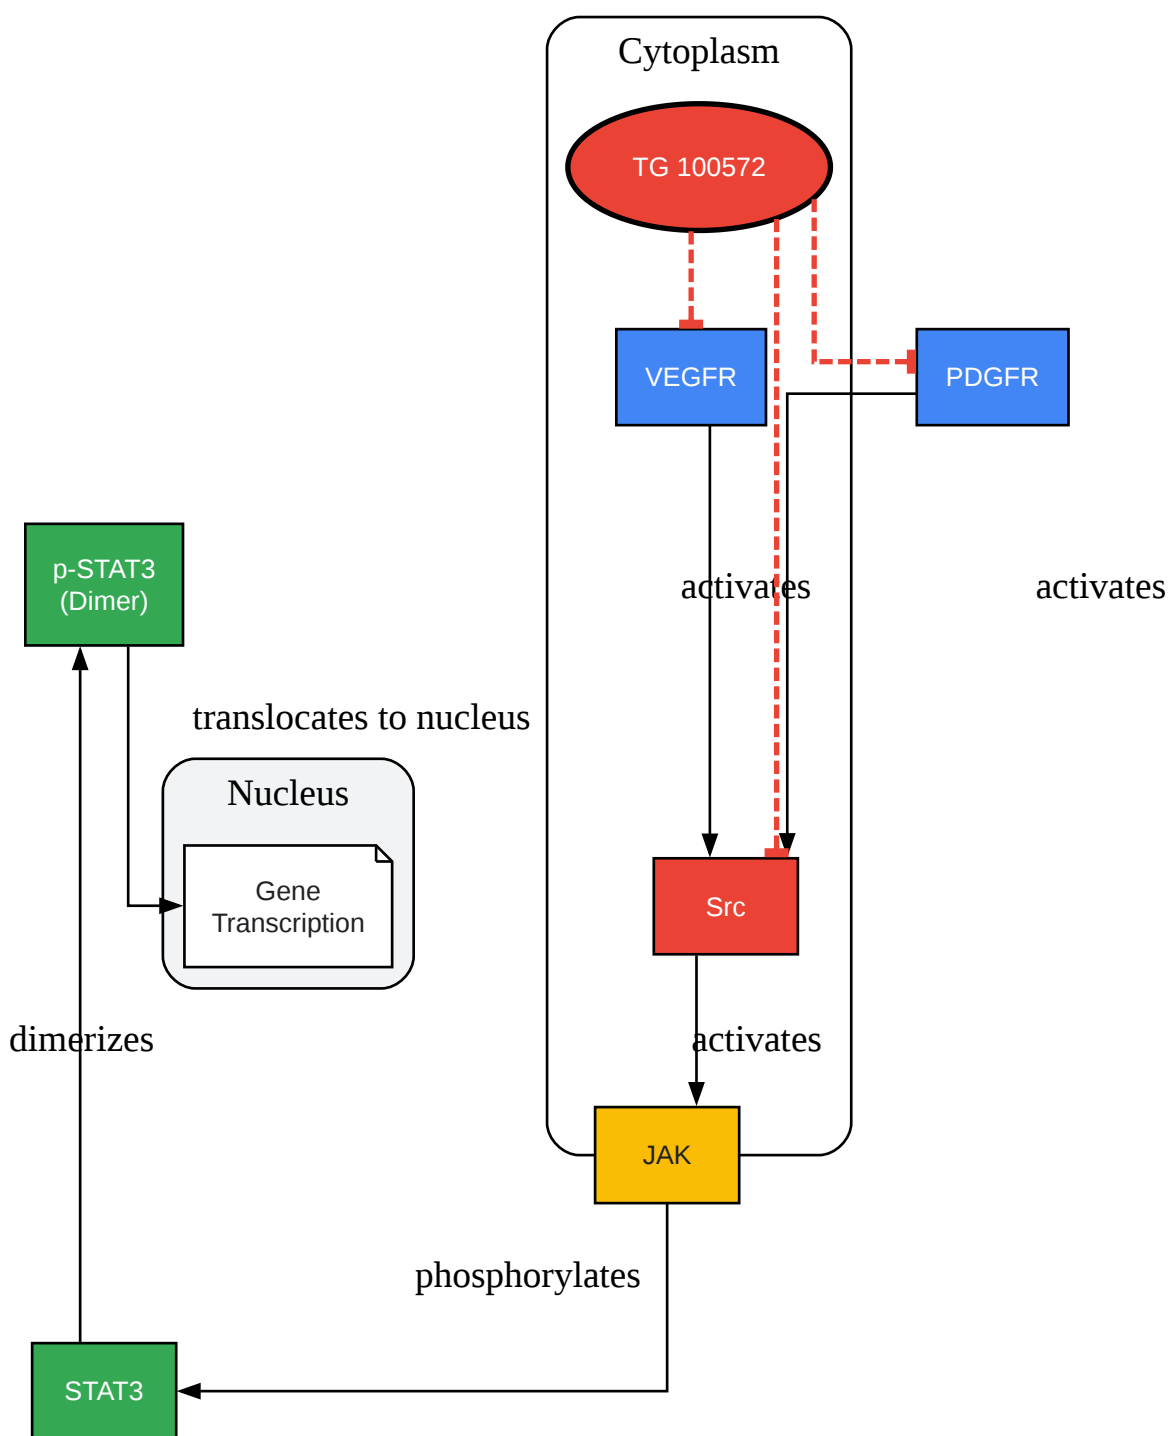 Cytoplasm
TG 100572
VEGFR
PDGFR
p-STAT3
(Dimer)
activates
activates
translocates to nucleus
Nucleus
Gene
Transcription
Src
dimerizes
activates
JAK
phosphorylates
STAT3